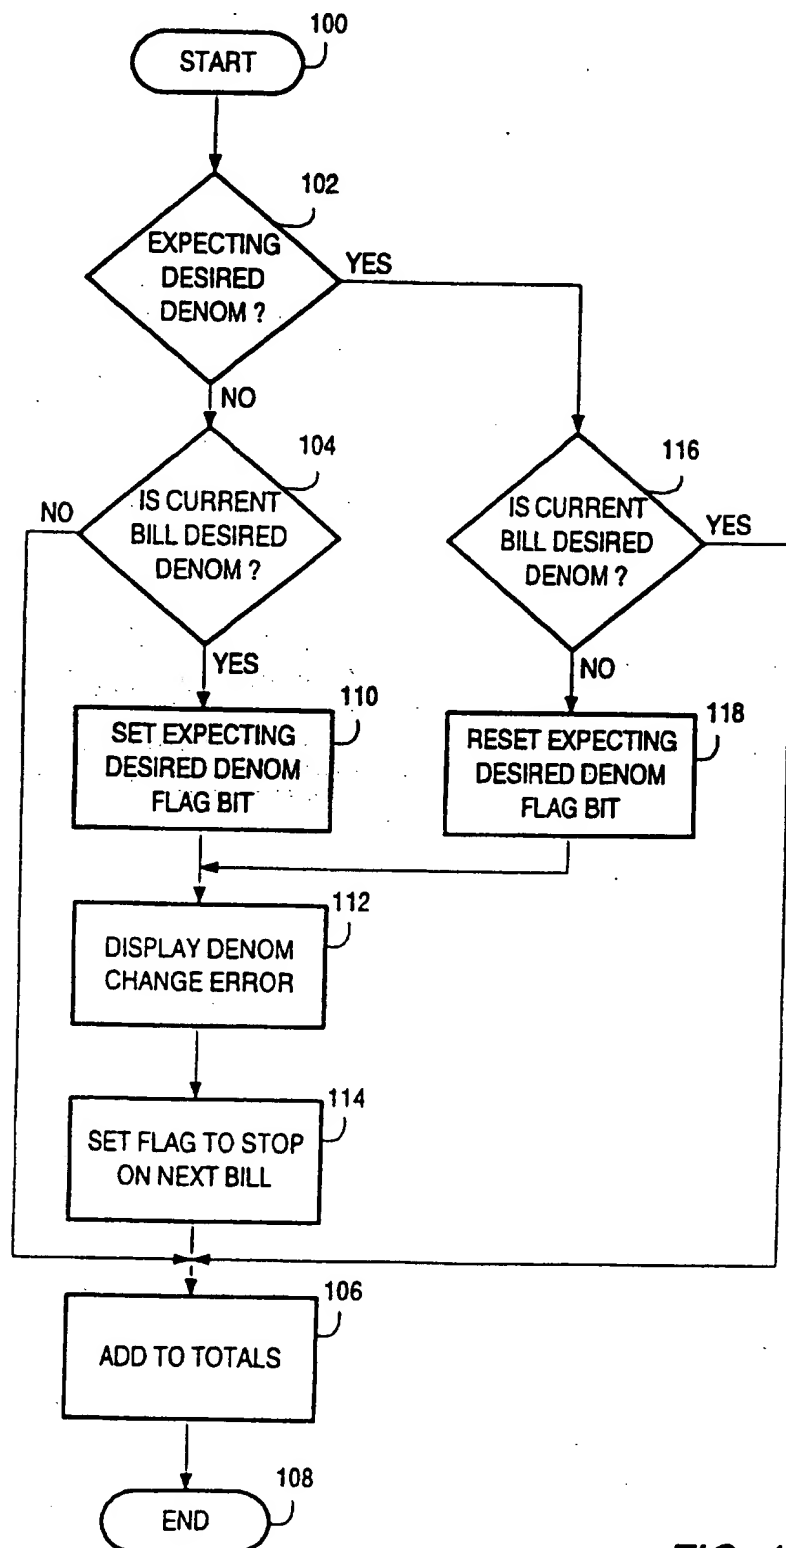 100
START
102
EXPECTING
DESIRED
DENOM ?
YES
NO
104
IS CURRENT
BILL DESIRED
DENOM ?
NO
YES
116
IS CURRENT
BILL DESIRED
DENOM ?
YES
NO
110
SET EXPECTING
DESIRED DENOM
FLAG BIT
118
RESET EXPECTING
DESIRED DENOM
FLAG BIT
112
DISPLAY DENOM
CHANGE ERROR
114
SET FLAG TO STOP
ON NEXT BILL
106
ADD TO TOTALS
108
END